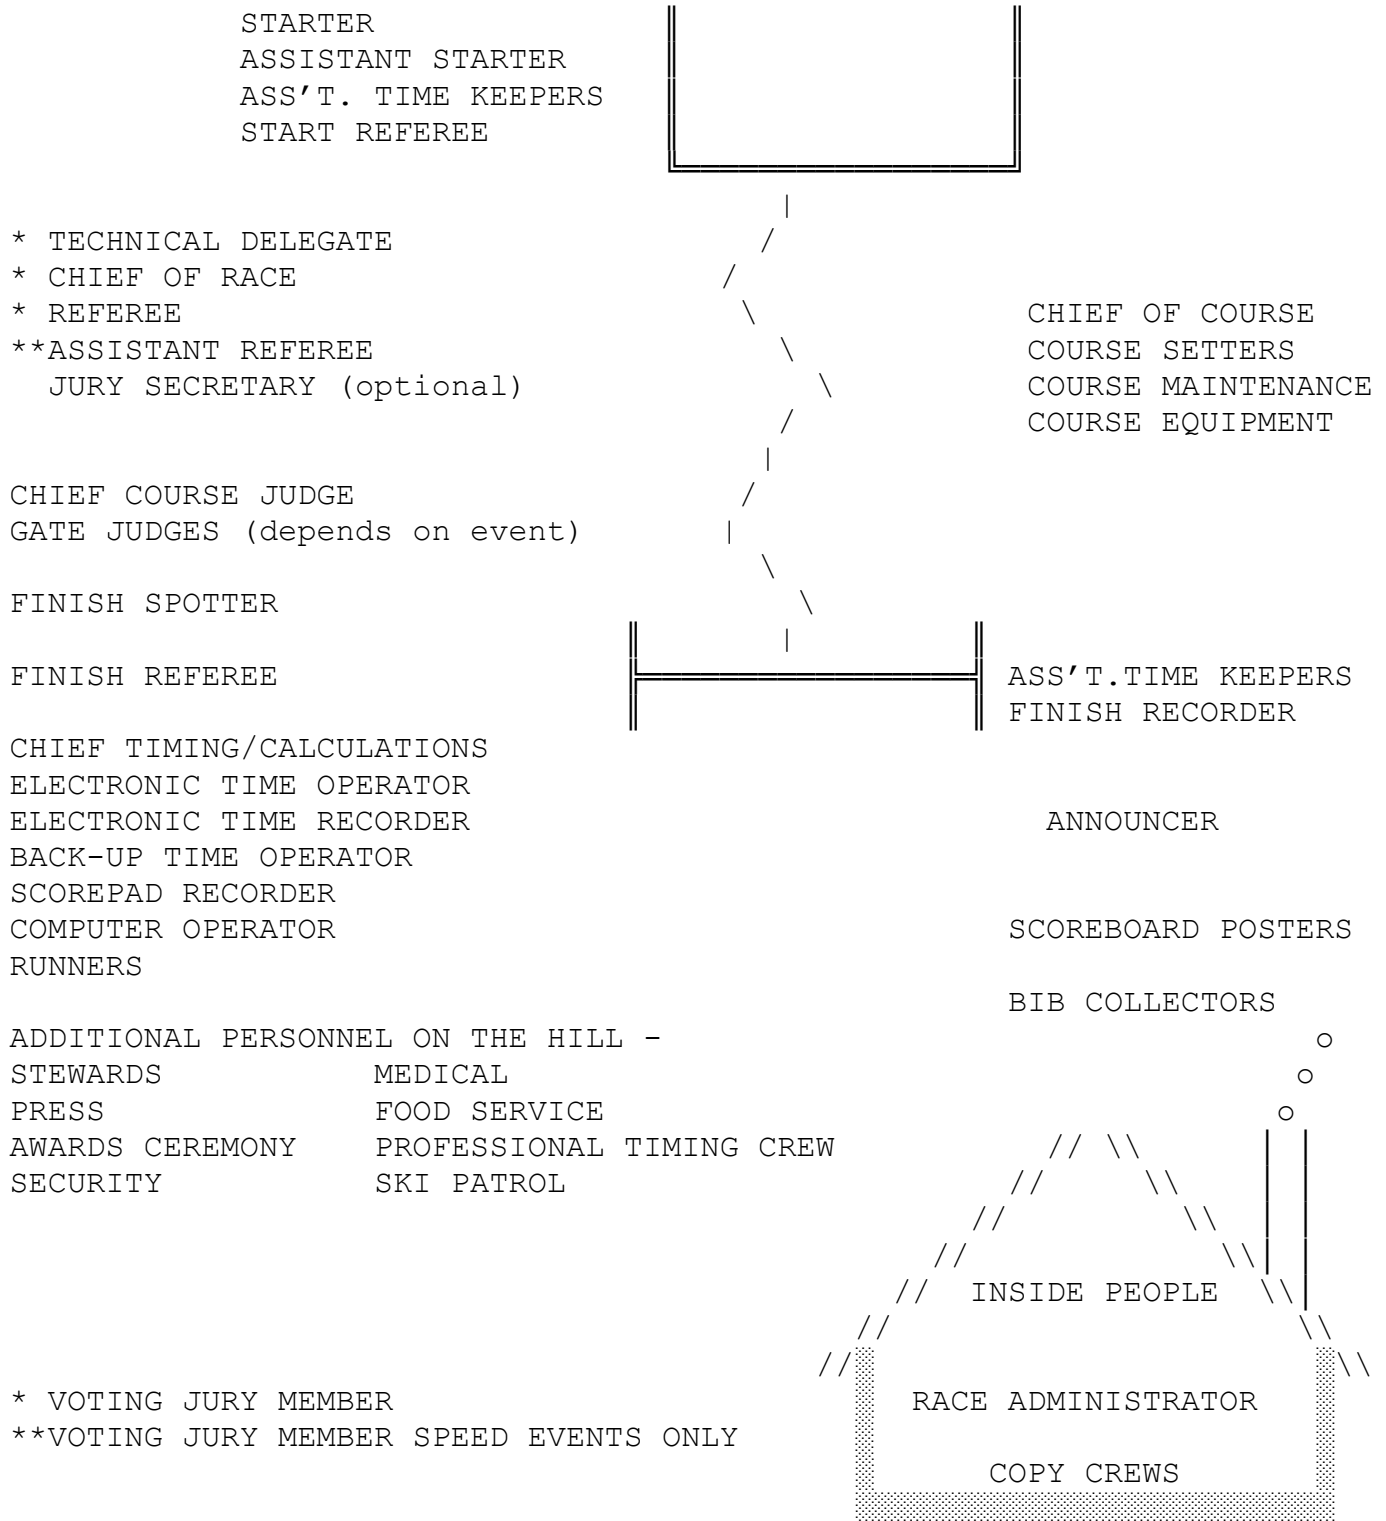 STARTER
ASSISTANT STARTER
ASS'T. TIME KEEPERS
START REFEREE
* TECHNICAL DELEGATE
* CHIEF OF RACE
* REFEREE
**ASSISTANT REFEREE
JURY SECRETARY (optional)
CHIEF OF COURSE
COURSE SETTERS
COURSE MAINTENANCE
COURSE EQUIPMENT
CHIEF COURSE JUDGE
GATE JUDGES (depends on event)
FINISH SPOTTER
FINISH REFEREE
ASS'T.TIME KEEPERS
FINISH RECORDER
CHIEF TIMING/CALCULATIONS
ELECTRONIC TIME OPERATOR
ELECTRONIC TIME RECORDER
BACK-UP TIME OPERATOR
SCOREPAD RECORDER
COMPUTER OPERATOR
RUNNERS
ANNOUNCER
SCOREBOARD POSTERS
BIB COLLECTORS
ADDITIONAL PERSONNEL ON THE HILL -
STEWARDS MEDICAL
PRESS FOOD SERVICE
AWARDS CEREMONY PROFESSIONAL TIMING CREW
SECURITY SKI PATROL
INSIDE PEOPLE
RACE ADMINISTRATOR
COPY CREWS
* VOTING JURY MEMBER
**VOTING JURY MEMBER SPEED EVENTS ONLY